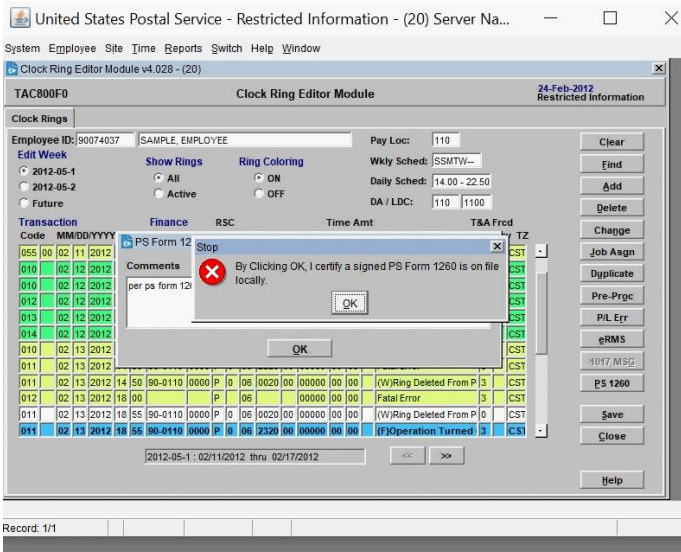 United States Postal Service - Restricted Information - (20) Server Na...
System Employee Site Time Reports Switch Help Window
Clock Ring Editor Module v4.028 - (20)
TAC800F0 Clock Ring Editor Module 24-Feb-2012
Restricted Information
Clock Rings
Employee ID: 90074037 SAMPLE, EMPLOYEE Pay Loc: 110 Clear
Edit Week Show Rings Ring Coloring Wkly Sched: SSMTW-- Find
2012-05-1 All ON Daily Sched: 14.00 - 22.50 Add
2012-05-2 Active OFF DA / LDC: 110 1100 Delete
Future
Transaction Finance RSC Time Amt T&A Frcd Change
Code MM/DD/YYYY TZ
PS Form 12 Stop
055 00 02 11 2012 CST Job Asgn
010 02 12 2012 Comments By Clicking OK, I certify a signed PS Form 1260 is on file CST
locally.
010 02 12 2012 per ps form 126 CST Duplicate
012 02 12 2012 OK CST Pre-Proc
013 02 12 2012 CST P/L Err
014 02 12 2012 CST eRMS
010 02 13 2012 OK CST
011 02 13 2012 CST 1017 MSG
011 02 13 2012 14 50 90-0110 0000 P 0 06 0020 00 00000 00 00 (W)Ring Deleted From P 3 CST PS 1260
012 02 13 2012 18 00 P 06 00000 00 00 Fatal Error 3 CST
011 02 13 2012 18 55 90-0110 0000 P 0 06 0020 00 00000 00 00 (W)Ring Deleted From P 0 CST Save
011 02 13 2012 18 55 90-0110 0000 P 0 06 2320 00 00000 00 00 (F)Operation Turned 3 CST Close
2012-05-1 : 02/11/2012 thru 02/17/2012 << >>
Help
Record: 1/1